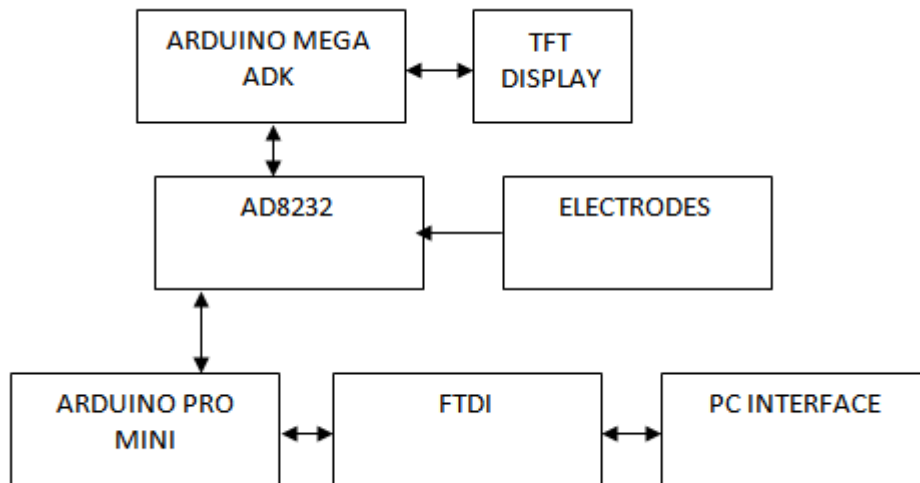 ARDUINO MEGA
ADK
TFT
DISPLAY
AD8232
ELECTRODES
ARDUINO PRO
MINI
FTDI
PC INTERFACE